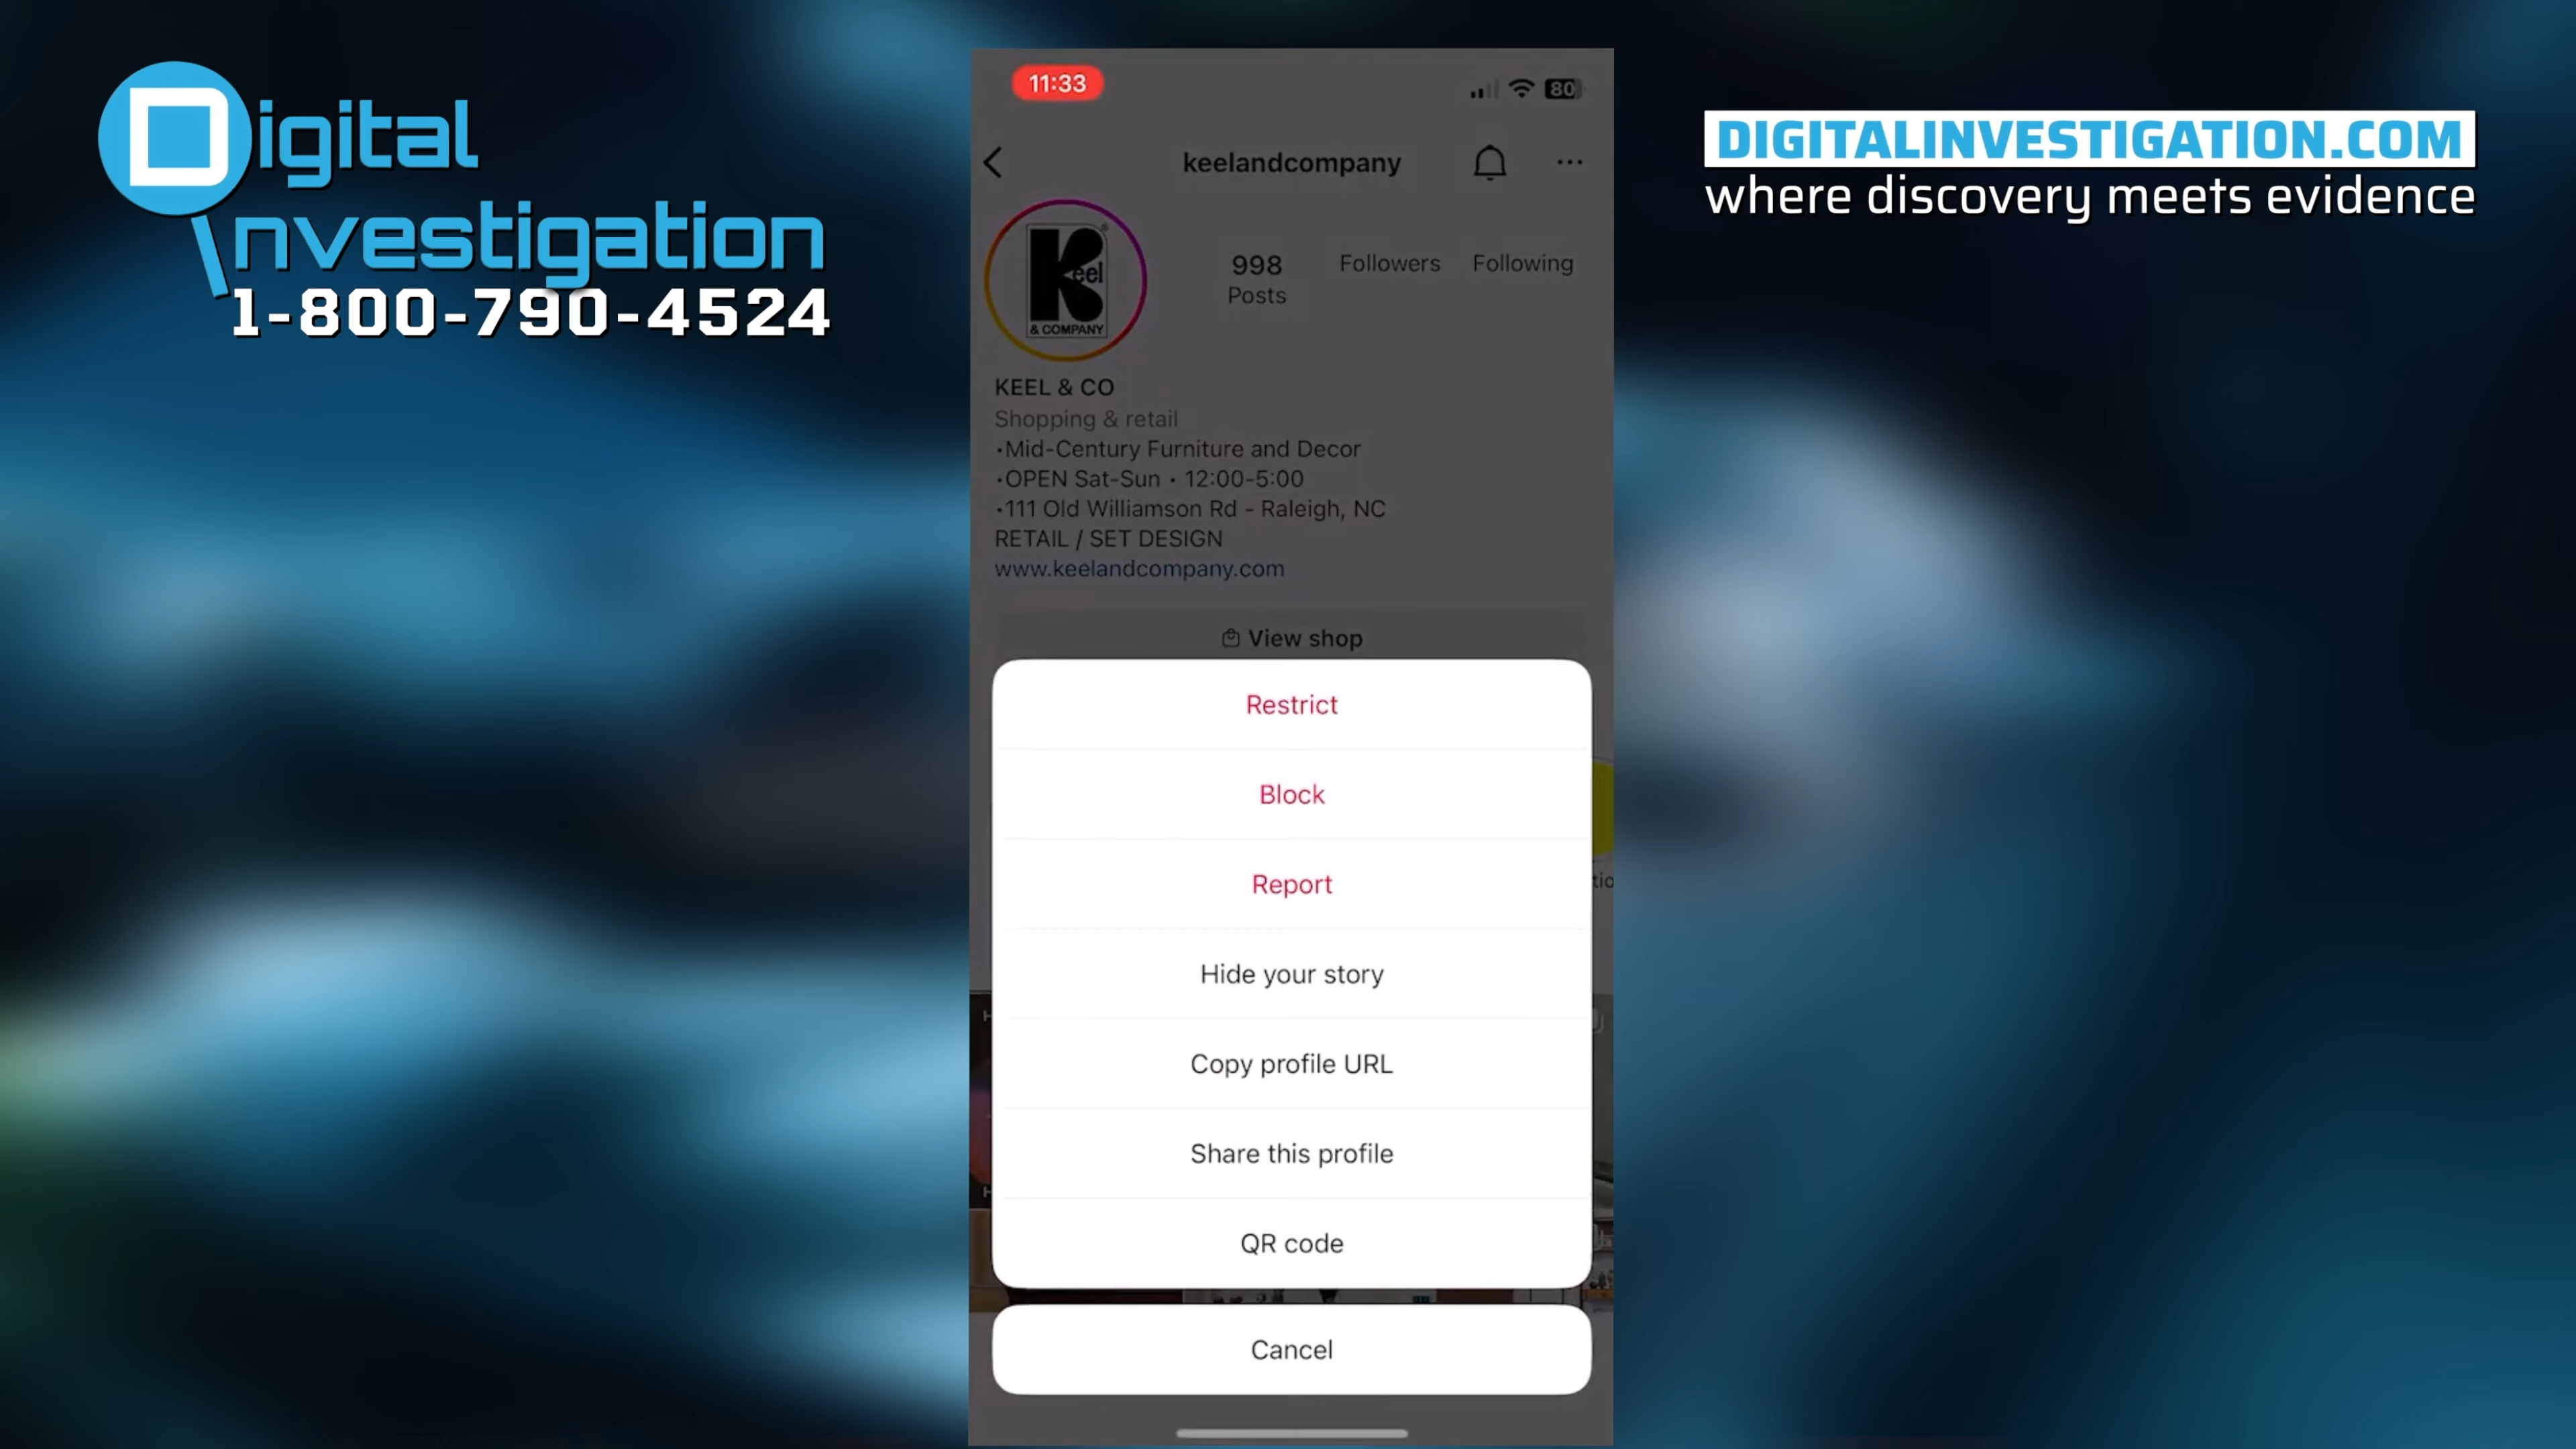 Digital
Investigation
1-800-790-4524
DIGITALINVESTIGATION.COM
where discovery meets evidence
11:33
80
keelandcompany
Keel
& COMPANY
998
Posts
Followers
Following
KEEL & CO
Shopping & retail
•Mid-Century Furniture and Decor
•OPEN Sat-Sun • 12:00-5:00
•111 Old Williamson Rd - Raleigh, NC
RETAIL / SET DESIGN
www.keelandcompany.com
View shop
Restrict
Block
Report
Hide your story
Copy profile URL
Share this profile
QR code
Cancel